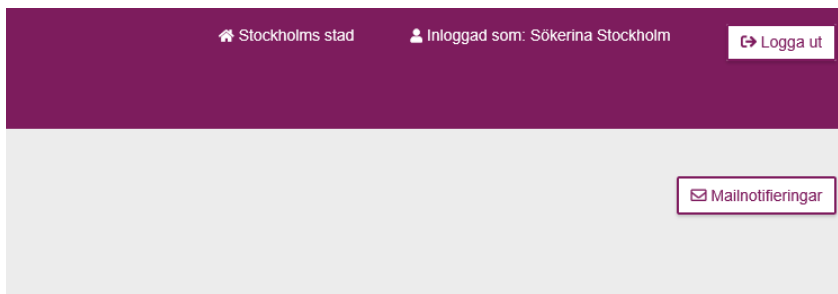 Stockholms stad
Inloggad som: Sökerina Stockholm
Logga ut
Mailnotifieringar